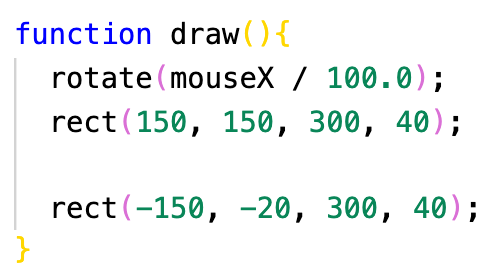 function draw(){
  rotate(mouseX / 100.0);
  rect(150, 150, 300, 40);

  rect(-150, -20, 300, 40);
}